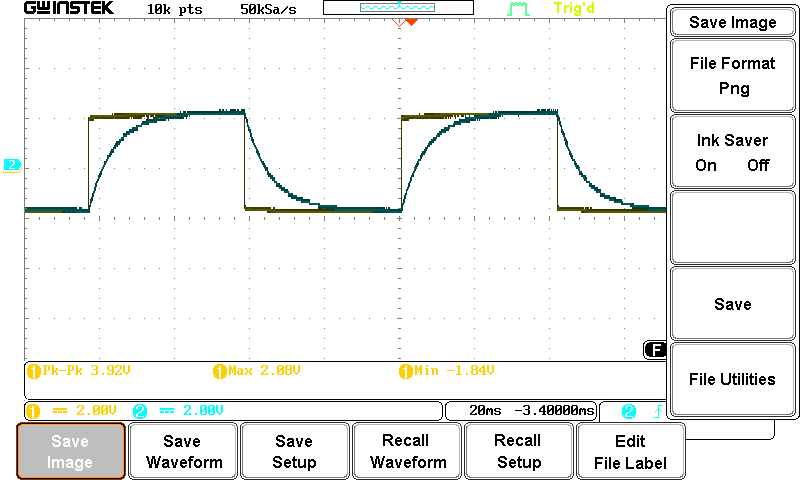 GWINSTEK 10k pts 50kSa/s Trig'd
Save Image
File Format
Png
Ink Saver
On Off
2
Save
F
File Utilities
1 Pk-Pk 3.92V 1 Max 2.08V 1 Min -1.84V
1 2.00V 2 2.00V 20ms -3.40000ms 2
Save
Image
Save
Waveform
Save
Setup
Recall
Waveform
Recall
Setup
Edit
File Label